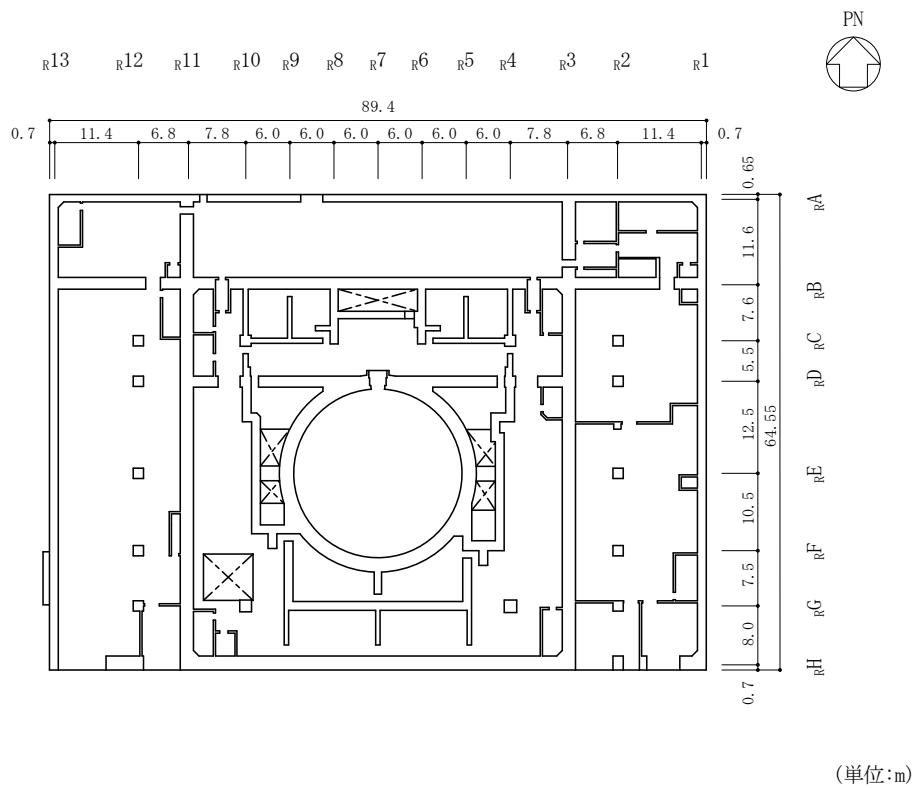 PN
R13 R12 R11 R10 R9 R8 R7 R6 R5 R4 R3 R2 R1
89.4
0.7 11.4 6.8 7.8 6.0 6.0 6.0 6.0 6.0 6.0 7.8 6.8 11.4 0.7
0.65
RA
11.6
RB
7.6
RC
5.5
RD
12.5
64.55
RE
10.5
RF
7.5
RG
8.0
RH
0.7
(単位:m)